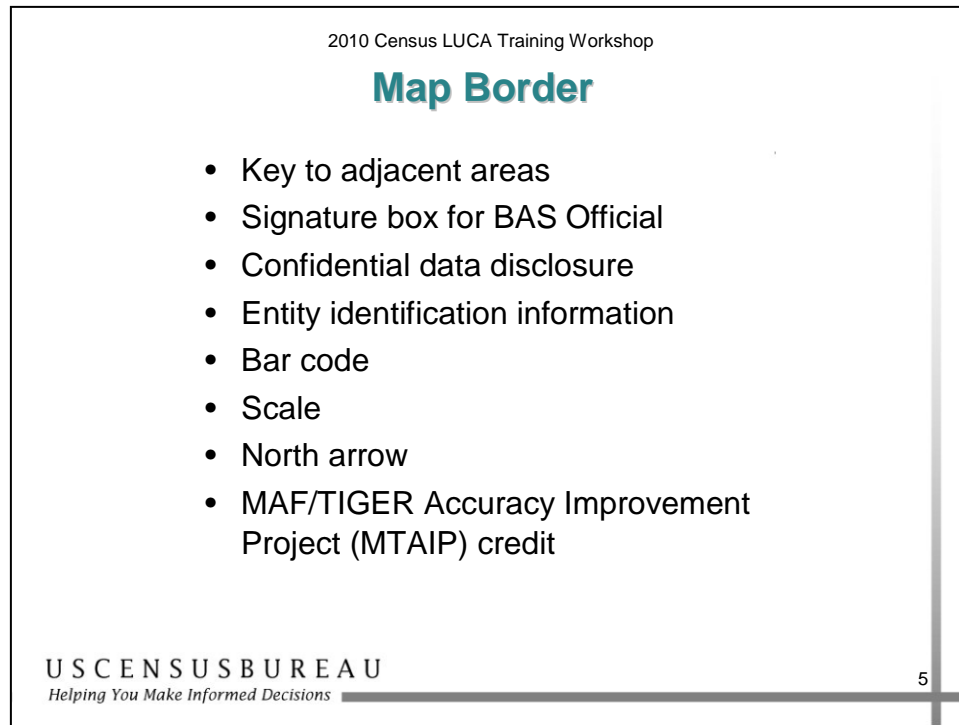 2010 Census LUCA Training Workshop
Map Border
• Key to adjacent areas
• Signature box for BAS Official
• Confidential data disclosure
• Entity identification information
• Bar code
• Scale
• North arrow
• MAF/TIGER Accuracy Improvement
Project (MTAIP) credit
USCENSUSBUREAU
Helping You Make Informed Decisions
5